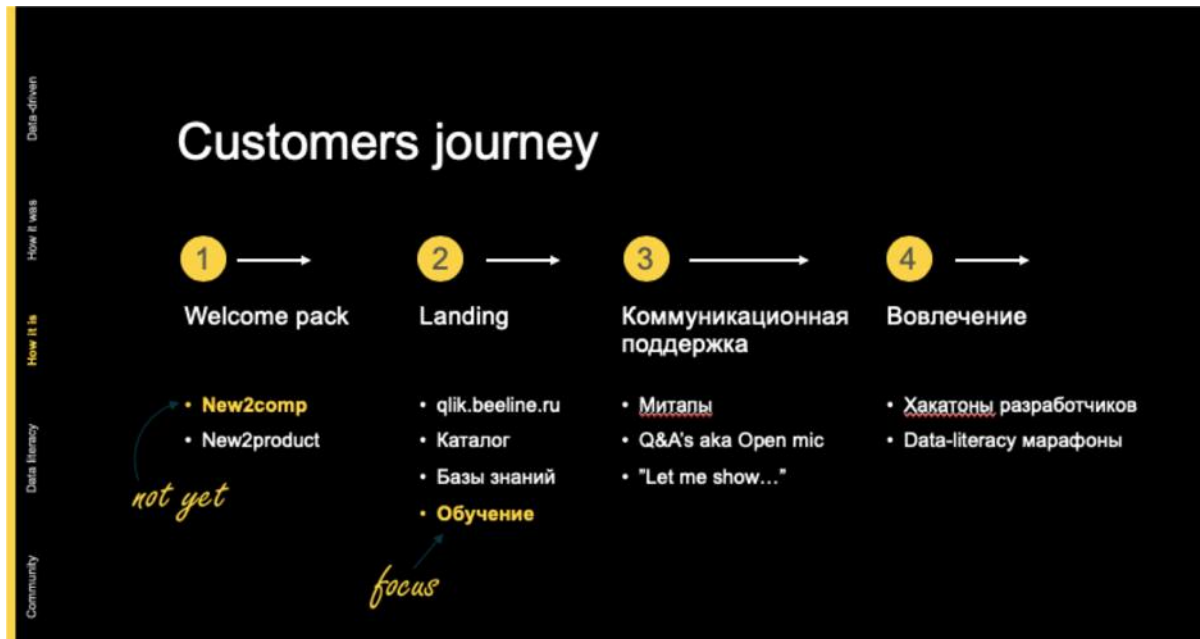 Data-driven
How it was
How it is
Data literacy
Community
Customers journey
1
Welcome pack
• New2comp
• New2product
not yet
2
Landing
• qlik.beeline.ru
• Каталог
• Базы знаний
• Обучение
focus
3
Коммуникационная
поддержка
• Митапы
• Q&A's aka Open mic
• "Let me show..."
4
Вовлечение
• Хакатоны разработчиков
• Data-literacy марафоны